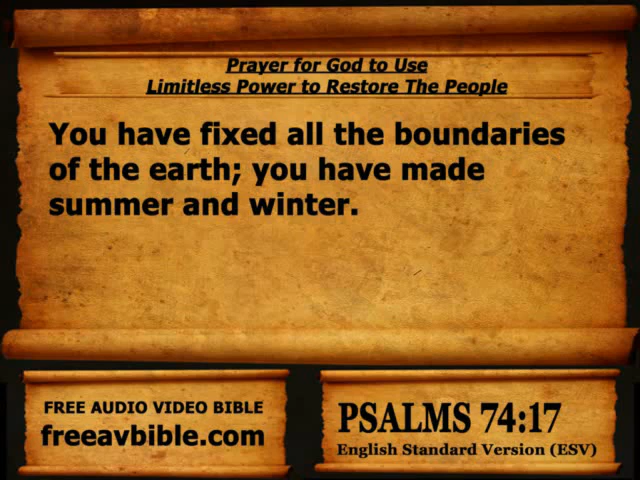 Prayer for God to Use
Limitless Power to Restore The People
You have fixed all the boundaries
of the earth; you have made
summer and winter.
FREE AUDIO VIDEO BIBLE
freeavbible.com
PSALMS 74:17
English Standard Version (ESV)